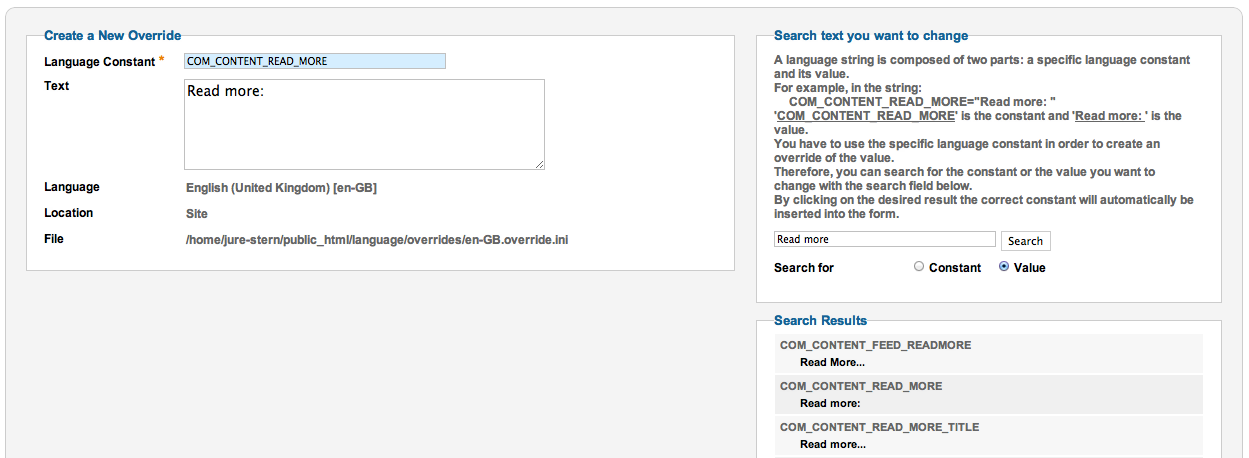 Create a New Override
Language Constant *
COM_CONTENT_READ_MORE
Text
Read more:
Language
English (United Kingdom) [en-GB]
Location
Site
File
/home/jure-stern/public_html/language/overrides/en-GB.override.ini
Search text you want to change
A language string is composed of two parts: a specific language constant
and its value.
For example, in the string:
COM_CONTENT_READ_MORE="Read more: "
'COM_CONTENT_READ_MORE' is the constant and 'Read more: ' is the
value.
You have to use the specific language constant in order to create an
override of the value.
Therefore, you can search for the constant or the value you want to
change with the search field below.
By clicking on the desired result the correct constant will automatically be
inserted into the form.
Read more
Search
Search for
Constant
Value
Search Results
COM_CONTENT_FEED_READMORE
Read More...
COM_CONTENT_READ_MORE
Read more:
COM_CONTENT_READ_MORE_TITLE
Read more...